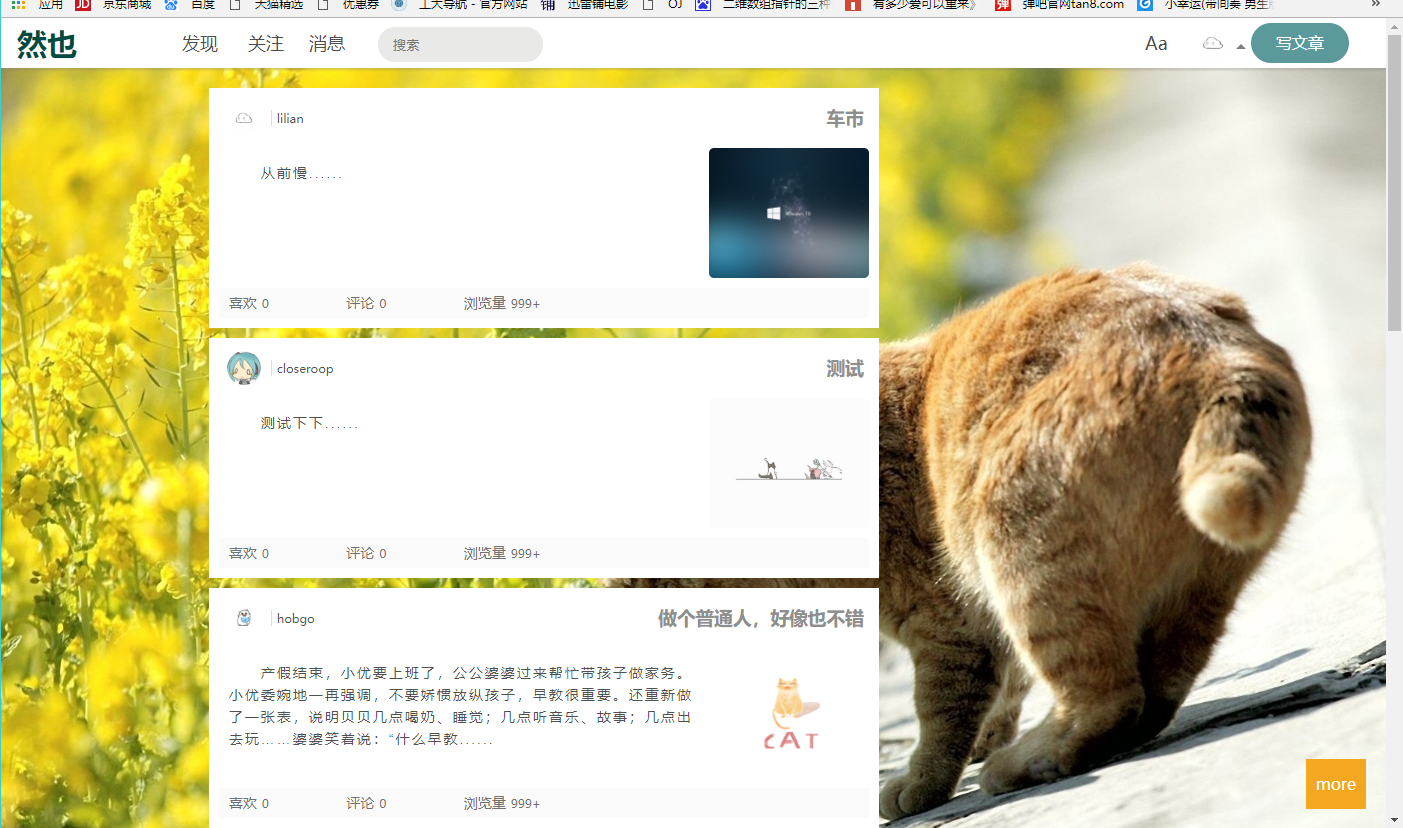 应用 京东商城 百度 天猫精选 优惠券 上大导航 - 官方网站 迅雷铺电影 OJ 二维数组指针的三种 有多少爱可以重来》 弹吧官网tan8.com 小幸运(带间奏 男生 »
然也 发现 关注 消息 搜索 Aa 写文章
lilian 车市
从前慢......
喜欢 0 评论 0 浏览量 999+
closeroop 测试
测试下下......
喜欢 0 评论 0 浏览量 999+
hobgo 做个普通人，好像也不错
产假结束，小优要上班了，公公婆婆过来帮忙带孩子做家务。
小优委婉地一再强调，不要娇惯放纵孩子，早教很重要。还重新做
了一张表，说明贝贝几点喝奶、睡觉；几点听音乐、故事；几点出
去玩……婆婆笑着说：“什么早教......
CAT
喜欢 0 评论 0 浏览量 999+
more